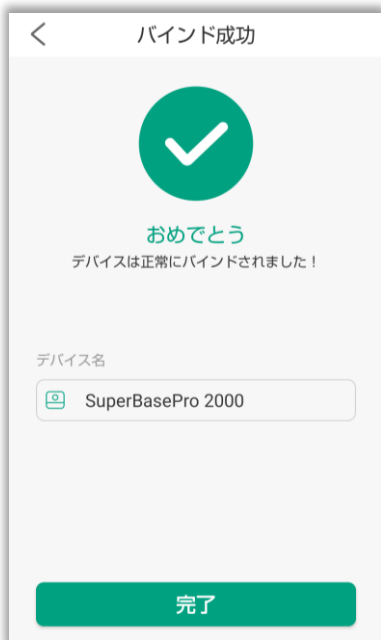 バインド成功
おめでとう
デバイスは正常にバインドされました！
デバイス名
SuperBasePro 2000
完了